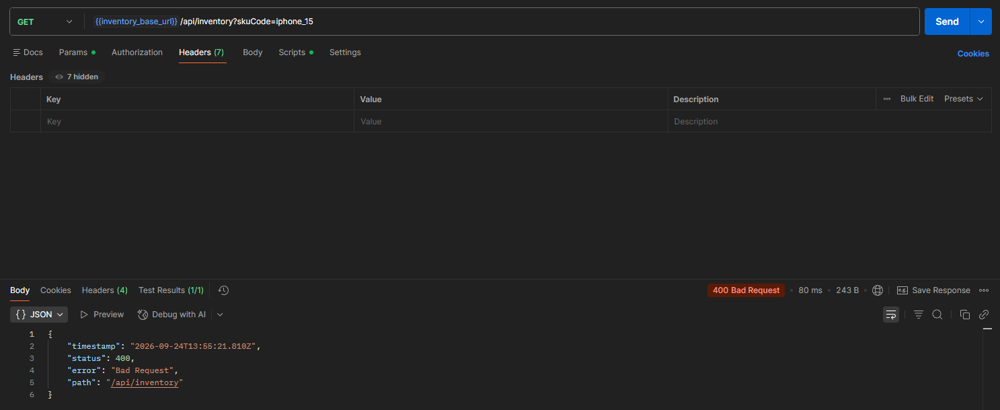 GET {{inventory_base_url}} /api/inventory?skuCode=iphone_15 Send
Docs Params Authorization Headers (7) Body Scripts Settings Cookies
Headers 7 hidden
Key Value Description Bulk Edit Presets
Key Value Description
Body Cookies Headers (4) Test Results (1/1) 400 Bad Request 80 ms 243 B e.g. Save Response
{} JSON Preview Debug with AI
1 {
2 "timestamp": "2026-09-24T13:55:21.810Z",
3 "status": 400,
4 "error": "Bad Request",
5 "path": "/api/inventory"
6 }